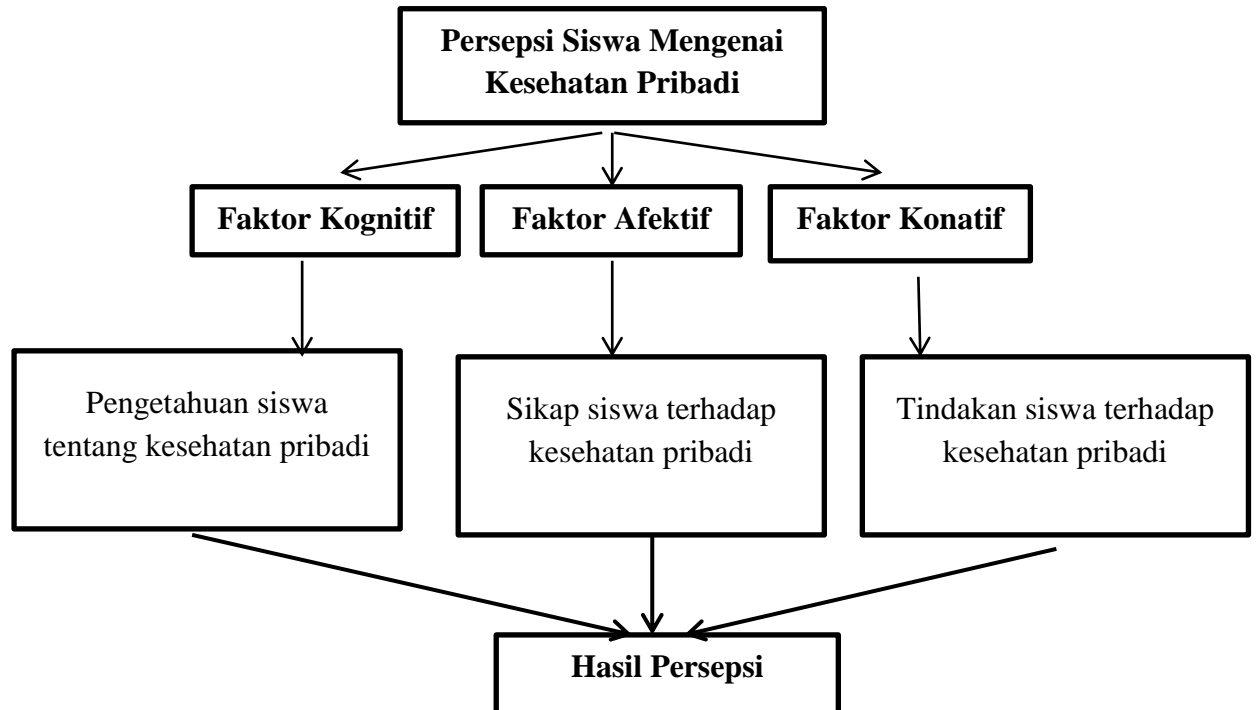 Persepsi Siswa Mengenai
Kesehatan Pribadi
Faktor Kognitif
Faktor Afektif
Faktor Konatif
Pengetahuan siswa
tentang kesehatan pribadi
Sikap siswa terhadap
kesehatan pribadi
Tindakan siswa terhadap
kesehatan pribadi
Hasil Persepsi